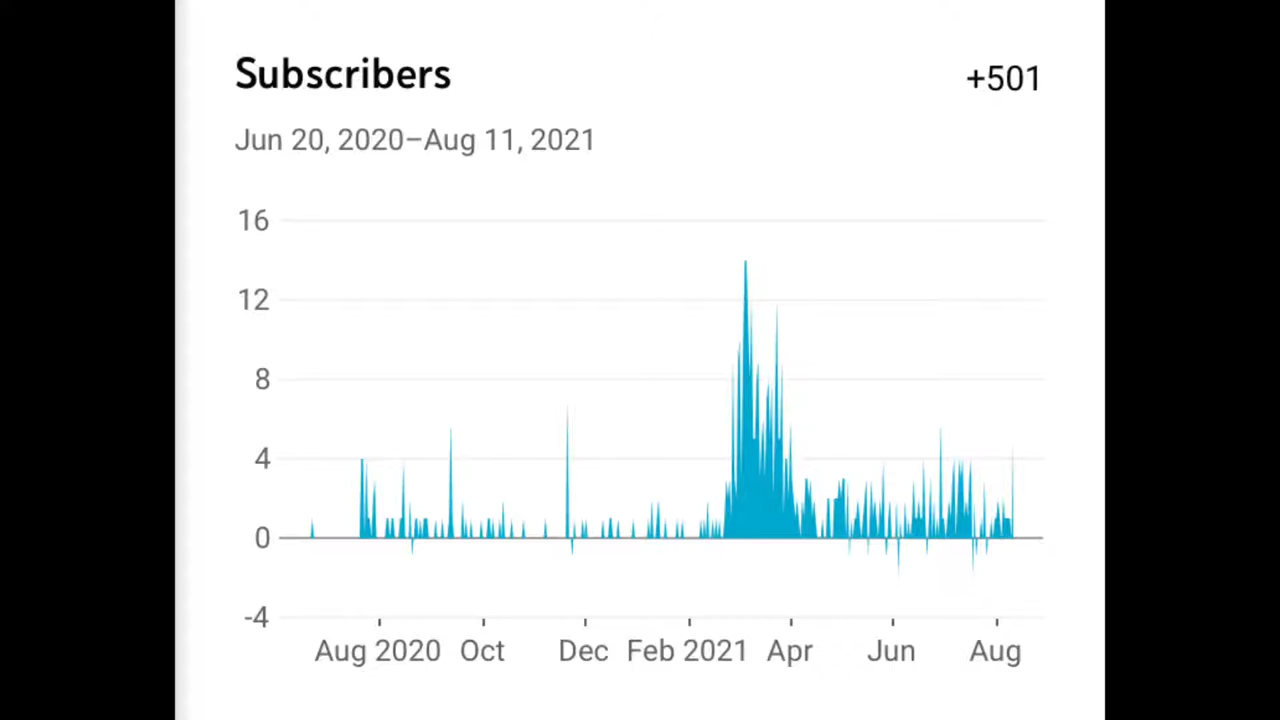 Subscribers +501
Jun 20, 2020–Aug 11, 2021
16
12
8
4
0
-4
Aug 2020 Oct Dec Feb 2021 Apr Jun Aug